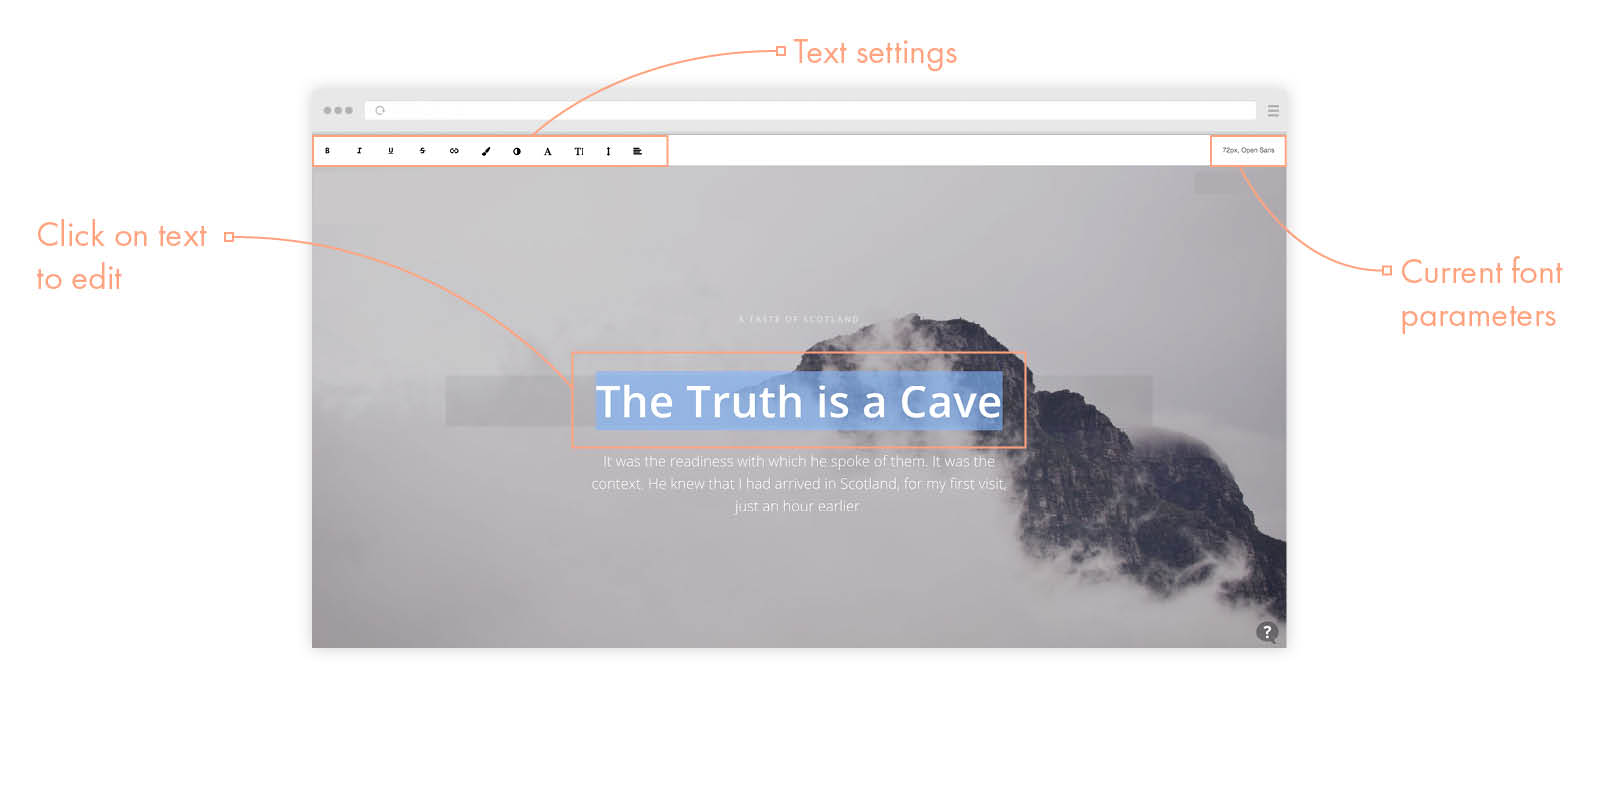 Text settings
B I U S A TI
72px, Open Sans
Click on text
to edit
Current font
parameters
A TASTE OF SCOTLAND
The Truth is a Cave
It was the readiness with which he spoke of them. It was the
context. He knew that I had arrived in Scotland, for my first visit,
just an hour earlier.
?